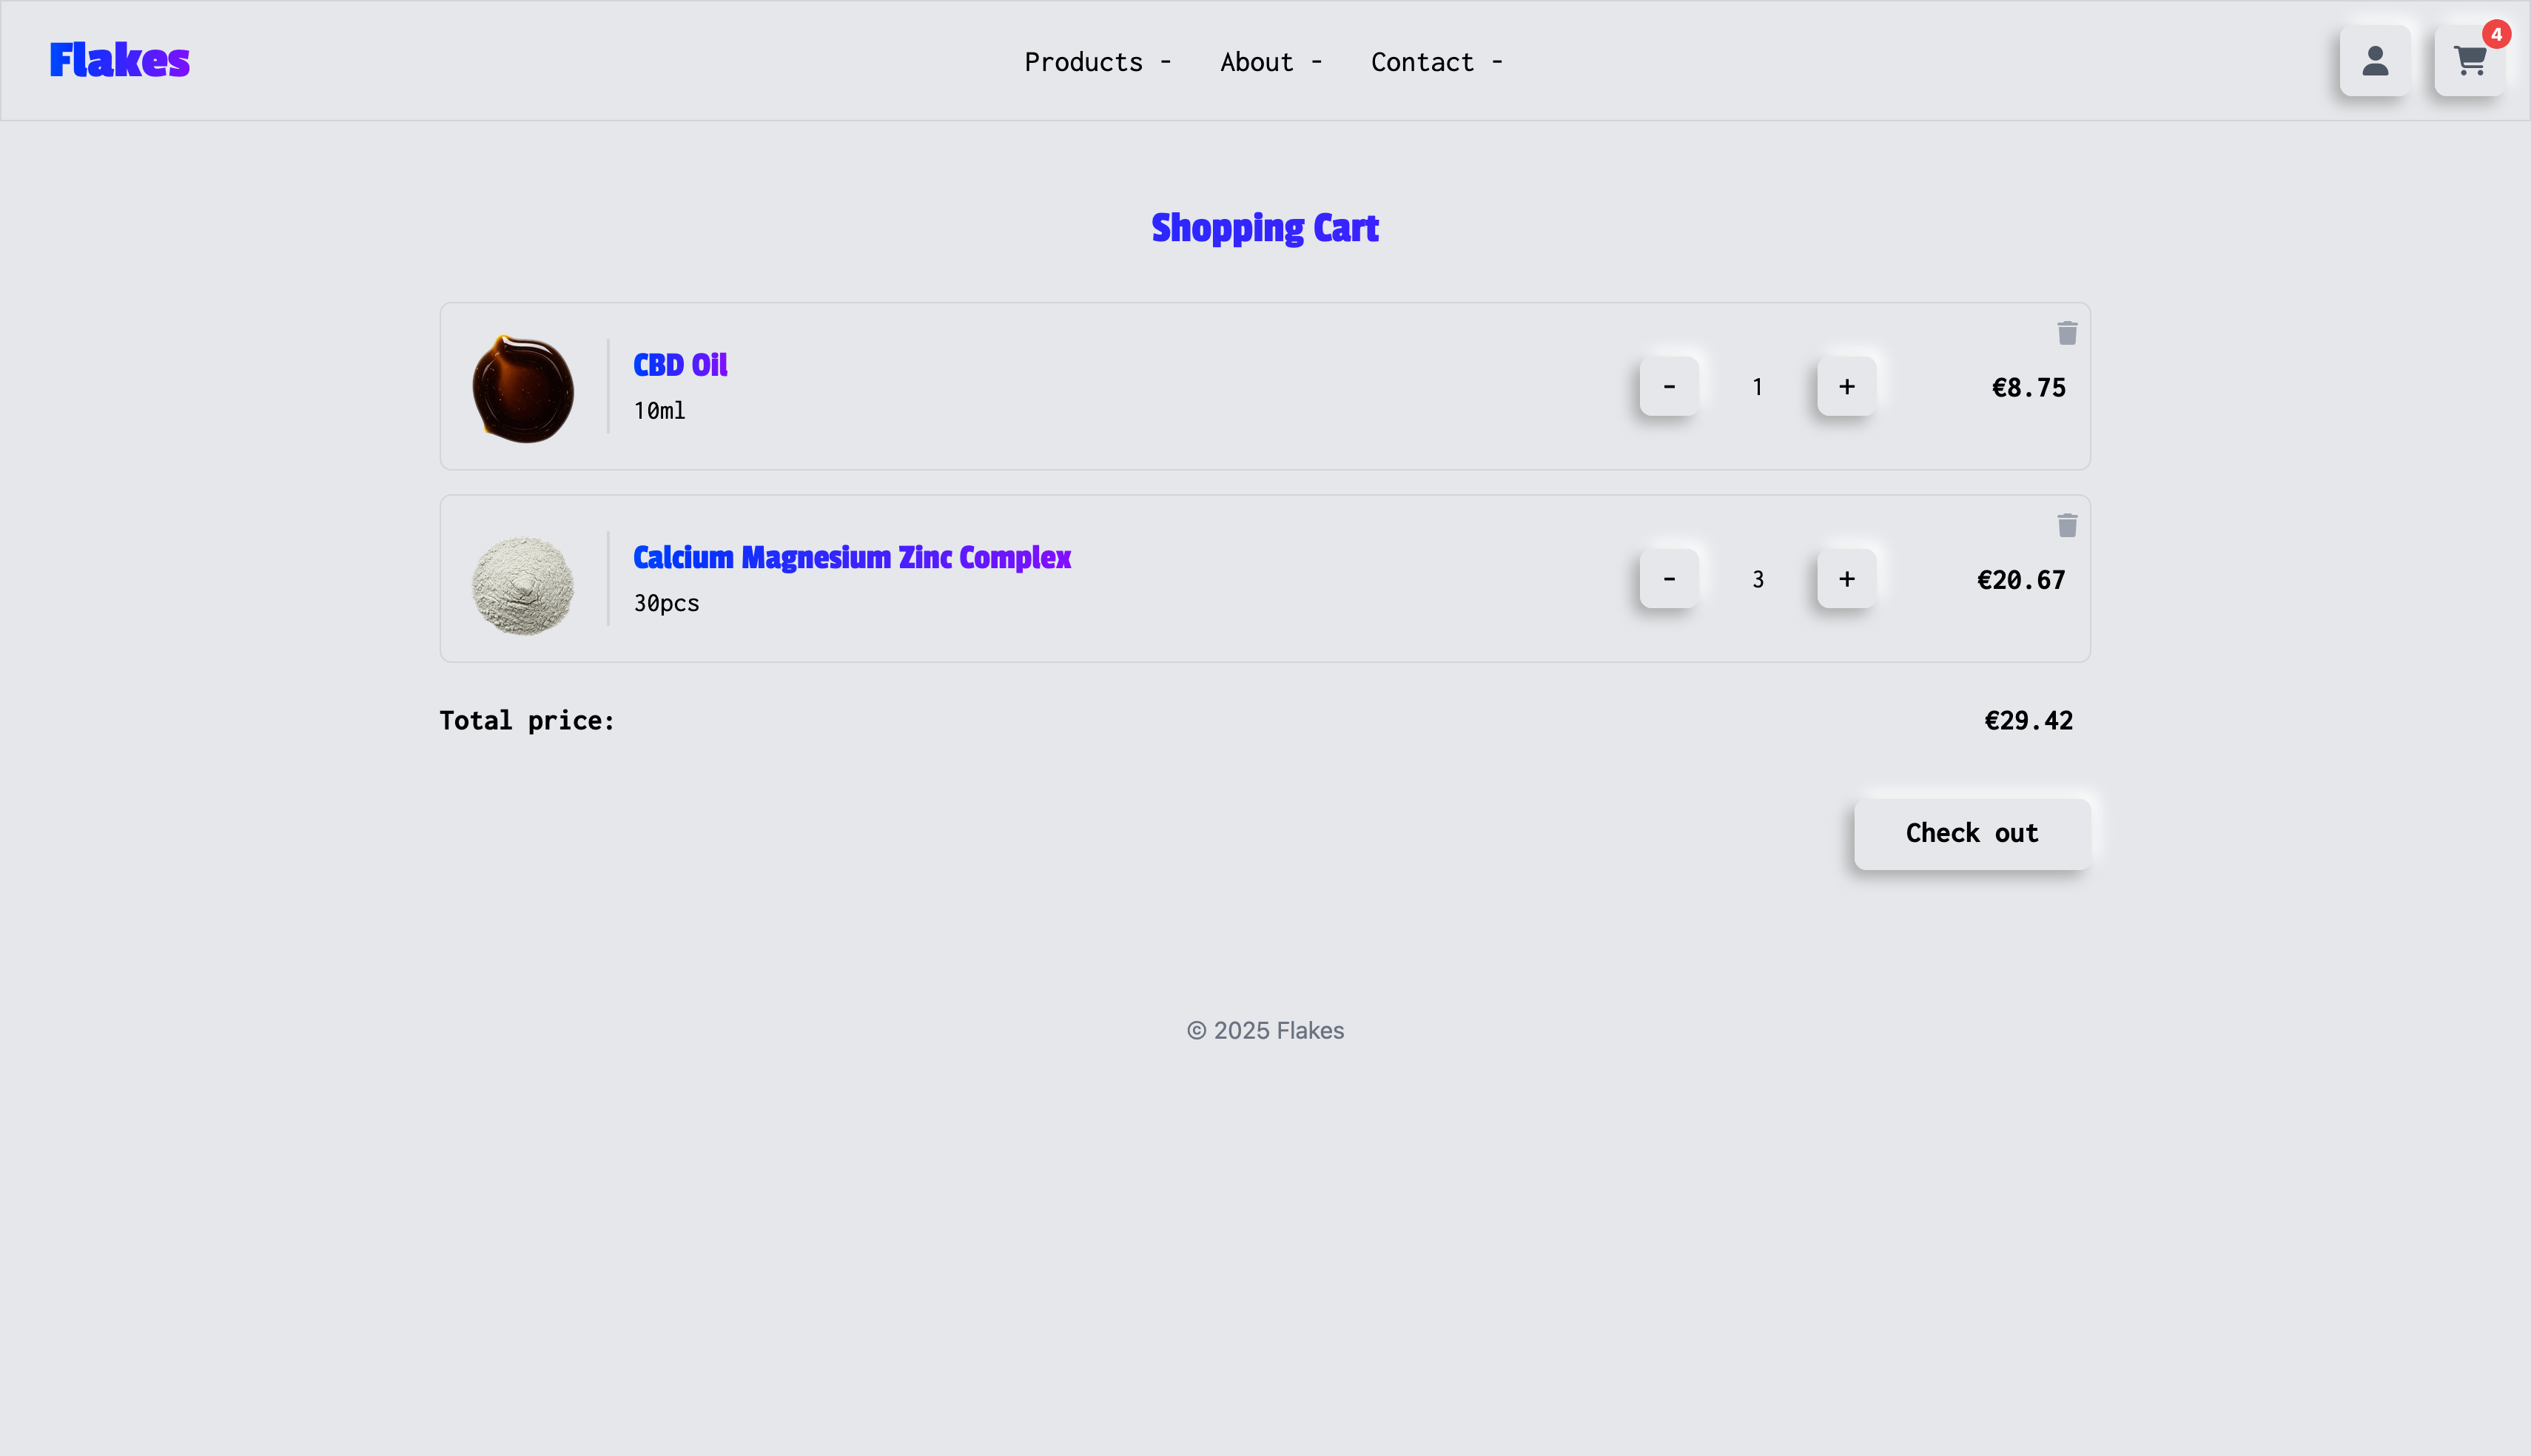 Flakes
Products -
About -
Contact -
4
Shopping Cart
CBD Oil
10ml
-
1
+
€8.75
Calcium Magnesium Zinc Complex
30pcs
-
3
+
€20.67
Total price:
€29.42
Check out
© 2025 Flakes